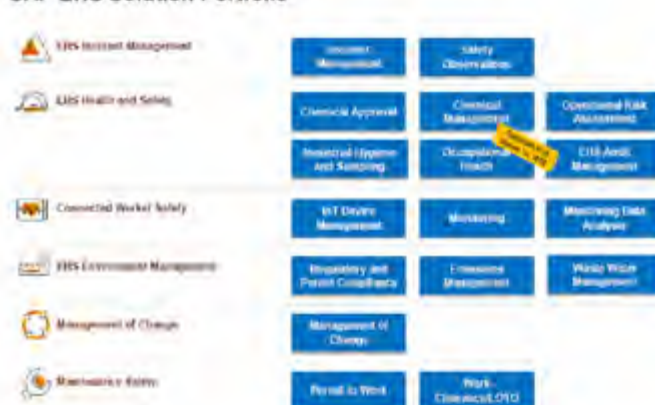 EHS Incident Management
Incident Management
Safety Observations
EHS Health and Safety
Chemical Approval
Chemical Management
Operational Risk Assessment
Industrial Hygiene and Sampling
Occupational Health
EHS Audit Management
Connected Worker Safety
IoT Device Management
Monitoring
Monitoring Data Analysis
EHS Environment Management
Regulatory and Permit Compliance
Emissions Management
Waste Water Management
Management of Change
Management of Change
Maintenance Safety
Permit to Work
Work Clearance/LOTO